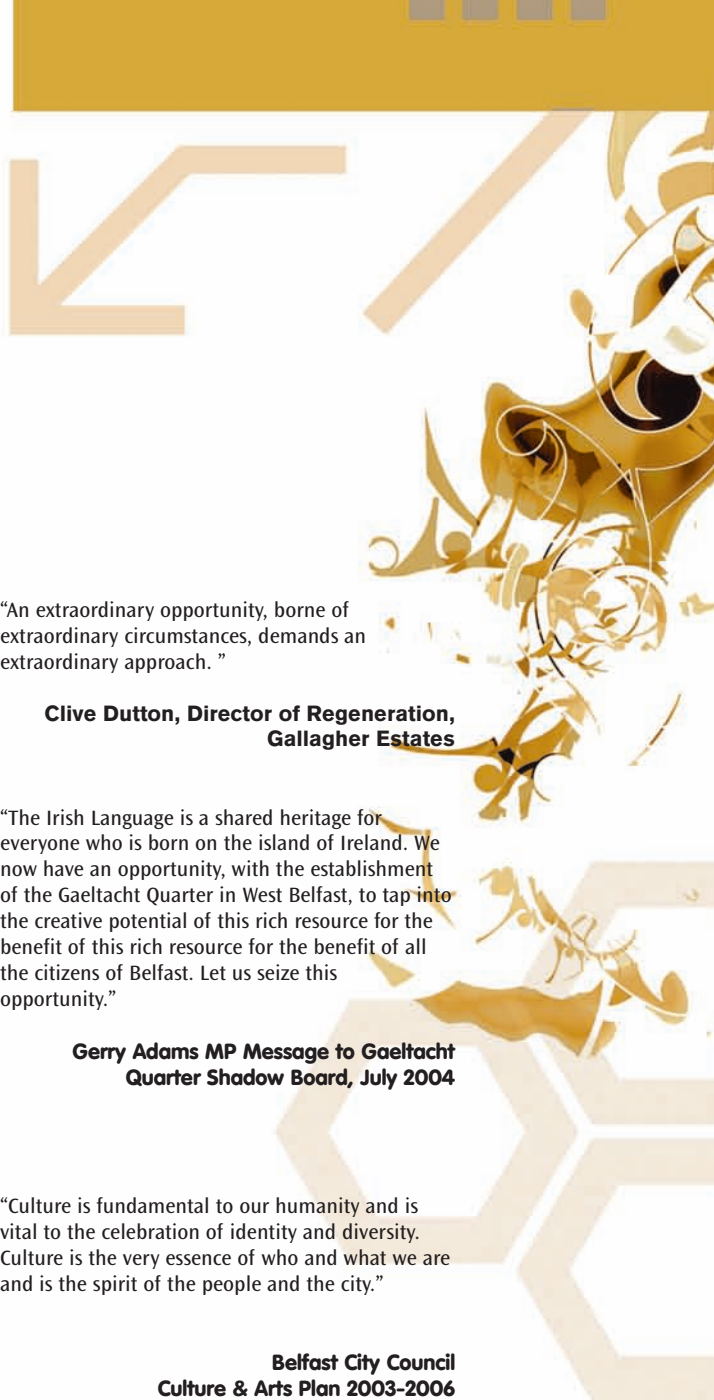 “An extraordinary opportunity, borne of
extraordinary circumstances, demands an
extraordinary approach. ”
Clive Dutton, Director of Regeneration,
Gallagher Estates
“The Irish Language is a shared heritage for
everyone who is born on the island of Ireland. We
now have an opportunity, with the establishment
of the Gaeltacht Quarter in West Belfast, to tap into
the creative potential of this rich resource for the
benefit of this rich resource for the benefit of all
the citizens of Belfast. Let us seize this
opportunity.”
Gerry Adams MP Message to Gaeltacht
Quarter Shadow Board, July 2004
“Culture is fundamental to our humanity and is
vital to the celebration of identity and diversity.
Culture is the very essence of who and what we are
and is the spirit of the people and the city.”
Belfast City Council
Culture & Arts Plan 2003-2006